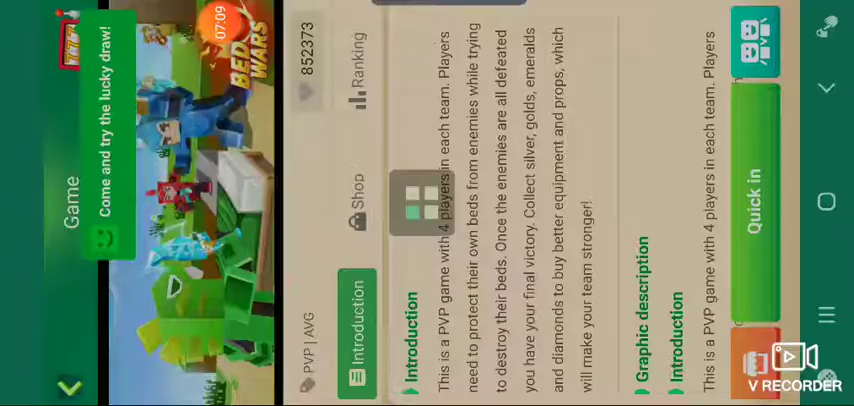 Game
Come and try the lucky draw!
07:09
BED
WARS
PVP | AVG
852373
Introduction
Shop
Ranking
Introduction
This is a PVP game with 4 players in each team. Players
need to protect their own beds from enemies while trying
to destroy their beds. Once the enemies are all defeated
you have your final victory. Collect silver, golds, emeralds
and diamonds to buy better equipment and props, which
will make your team stronger!
Graphic description
Introduction
This is a PVP game with 4 players in each team. Players
Quick in
V RECORDER